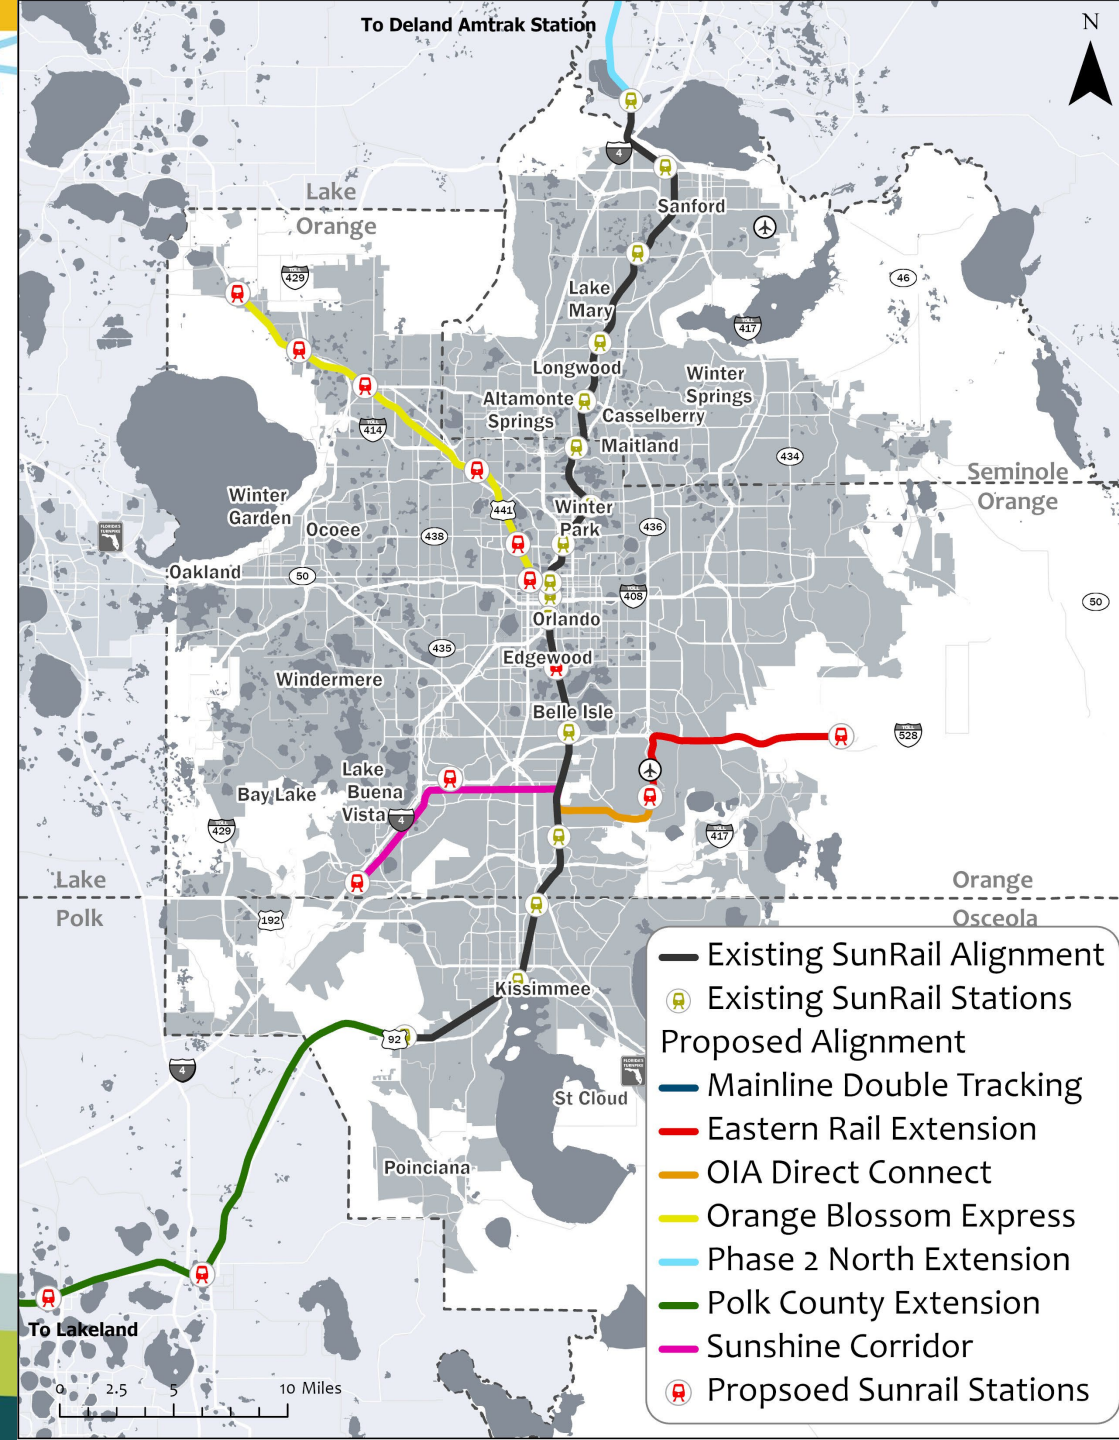 To Deland Amtrak Station
N
4
Lake
Orange
Sanford
429
46
Lake
Mary
417
Longwood
Winter
Springs
Altamonte
Springs
Casselberry
414
Maitland
434
Seminole
Orange
Winter
Garden
441
Winter
Park
Ocoee
438
436
Oakland
50
408
50
Orlando
435
Edgewood
Windermere
Belle Isle
528
Lake
Buena
Vista
Bay Lake
4
429
417
Lake
Polk
Orange
Osceola
192
Kissimmee
92
4
St Cloud
Poinciana
To Lakeland
0 2.5 5 10 Miles
Existing SunRail Alignment
Existing SunRail Stations
Proposed Alignment
Mainline Double Tracking
Eastern Rail Extension
OIA Direct Connect
Orange Blossom Express
Phase 2 North Extension
Polk County Extension
Sunshine Corridor
Propsoed Sunrail Stations